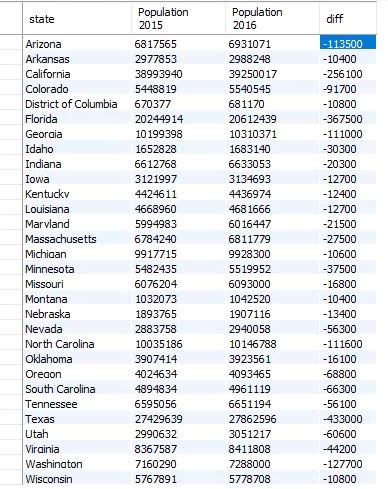 state Population 2015 Population 2016 diff
Arizona 6817565 6931071 -113500
Arkansas 2977853 2988248 -10400
California 38993940 39250017 -256100
Colorado 5448819 5540545 -91700
District of Columbia 670377 681170 -10800
Florida 20244914 20612439 -367500
Georgia 10199398 10310371 -111000
Idaho 1652828 1683140 -30300
Indiana 6612768 6633053 -20300
Iowa 3121997 3134693 -12700
Kentucky 4424611 4436974 -12400
Louisiana 4668960 4681666 -12700
Maryland 5994983 6016447 -21500
Massachusetts 6784240 6811779 -27500
Michigan 9917715 9928300 -10600
Minnesota 5482435 5519952 -37500
Missouri 6076204 6093000 -16800
Montana 1032073 1042520 -10400
Nebraska 1893765 1907116 -13400
Nevada 2883758 2940058 -56300
North Carolina 10035186 10146788 -111600
Oklahoma 3907414 3923561 -16100
Oregon 4024634 4093465 -68800
South Carolina 4894834 4961119 -66300
Tennessee 6595056 6651194 -56100
Texas 27429639 27862596 -433000
Utah 2990632 3051217 -60600
Virginia 8367587 8411808 -44200
Washington 7160290 7288000 -127700
Wisconsin 5767891 5778708 -10800